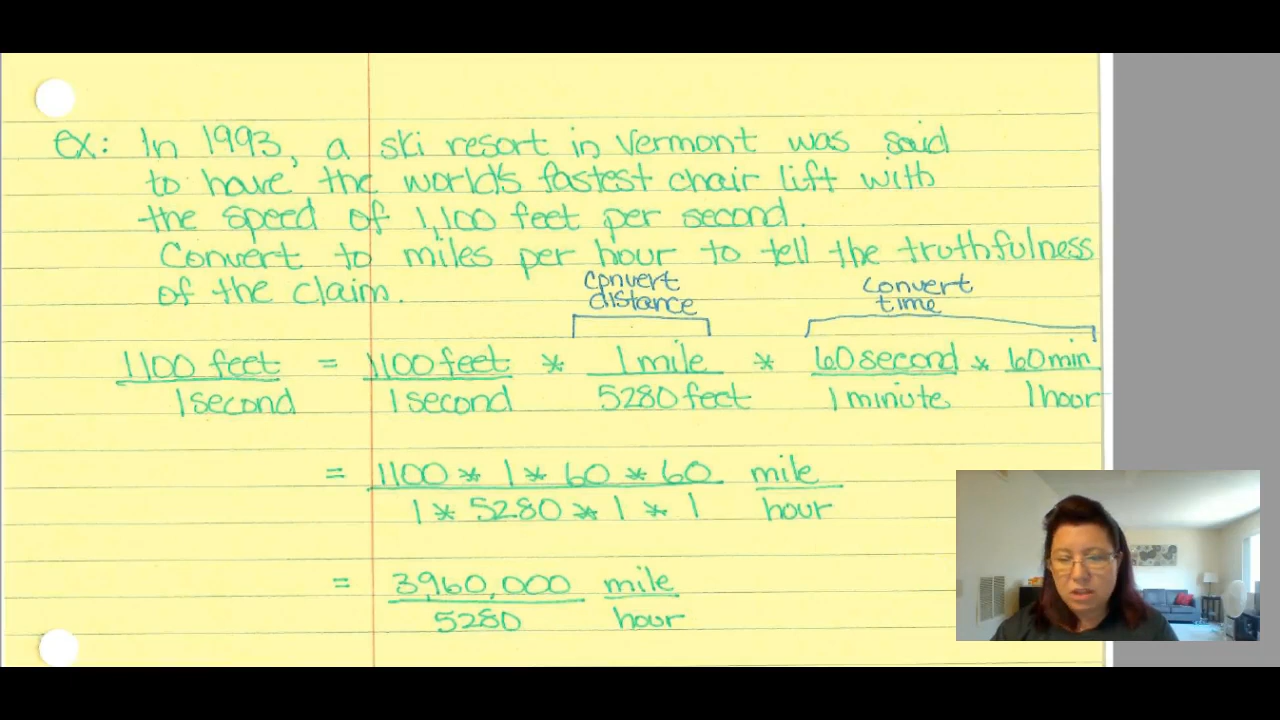 ex: In 1993, a ski resort in Vermont was said
to have the world's fastest chair lift with
the speed of 1,100 feet per second.
Convert to miles per hour to tell the truthfulness
of the claim.
convert distance
convert time
1100 feet / 1 second = 1100 feet / 1 second * 1 mile / 5280 feet * 60 second / 1 minute * 60 min / 1 hour
= 1100 * 1 * 60 * 60 / 1 * 5280 * 1 * 1 mile / hour
= 3,960,000 / 5280 mile / hour